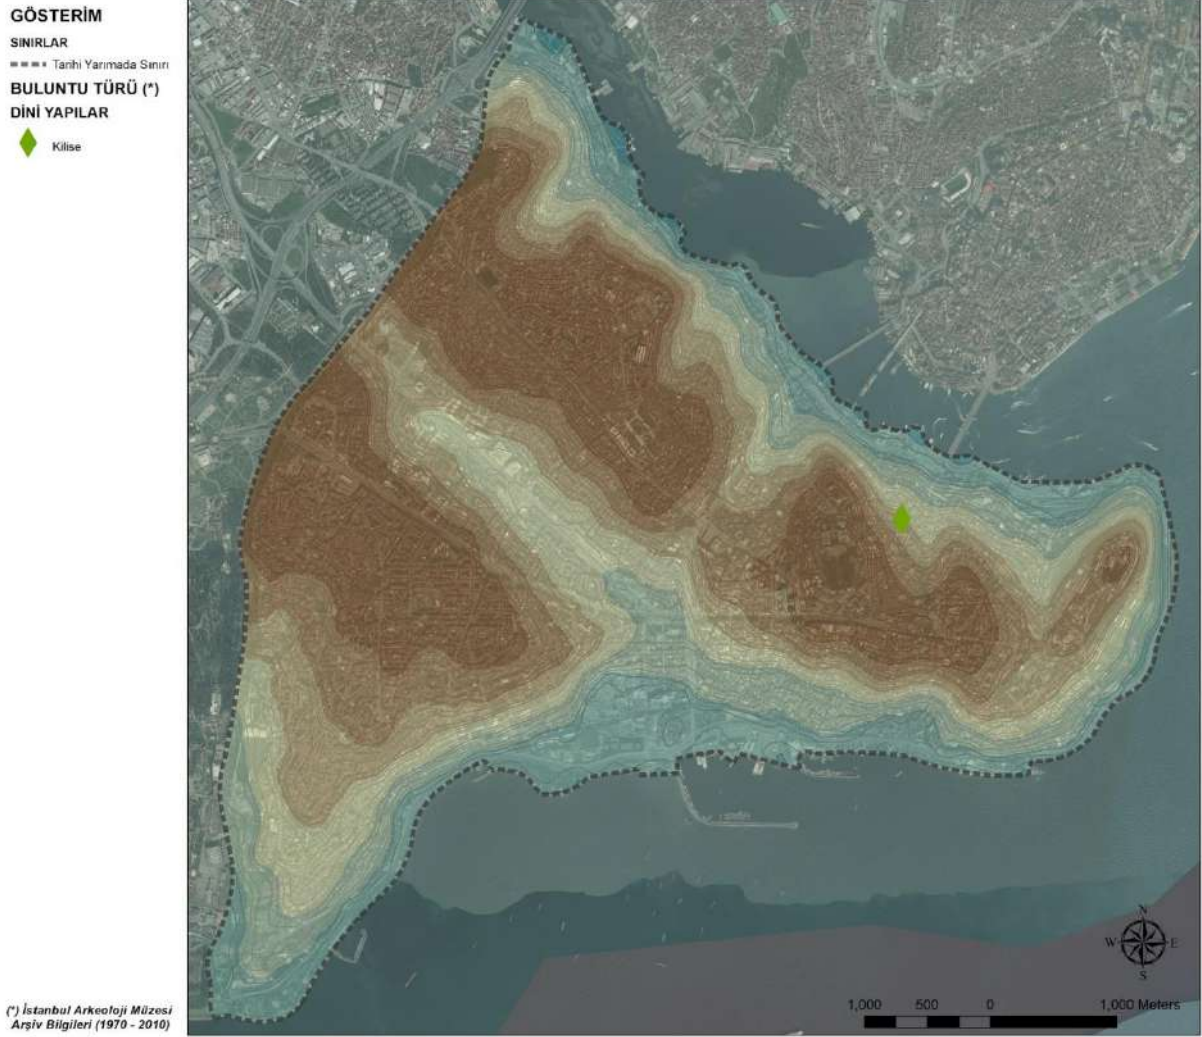 GÖSTERİM
SINIRLAR
Tarihi Yarımada Sınırı
BULUNTU TÜRÜ (*)
DİNİ YAPILAR
Kilise
(*) İstanbul Arkeoloji Müzesi
Arşiv Bilgileri (1970 - 2010)
N
W E
S
1,000 500 0 1,000 Meters